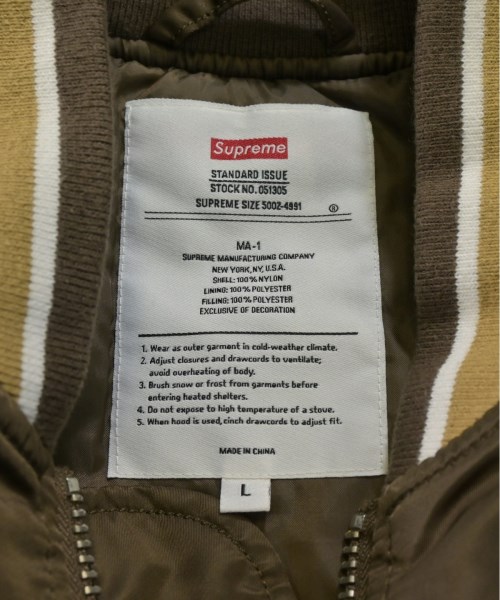 Supreme
STANDARD ISSUE
STOCK NO. 051305
SUPREME SIZE 5002-4991 ®
MA-1
SUPREME MANUFACTURING COMPANY
NEW YORK, NY, U.S.A.
SHELL: 100% NYLON
LINING: 100% POLYESTER
FILLING: 100% POLYESTER
EXCLUSIVE OF DECORATION
1. Wear as outer garment in cold-weather climate.
2. Adjust closures and drawcords to ventilate;
avoid overheating of body.
3. Brush snow or frost from garments before
entering heated shelters.
4. Do not expose to high temperature of a stove.
5. When hood is used, cinch drawcords to adjust fit.
MADE IN CHINA
L